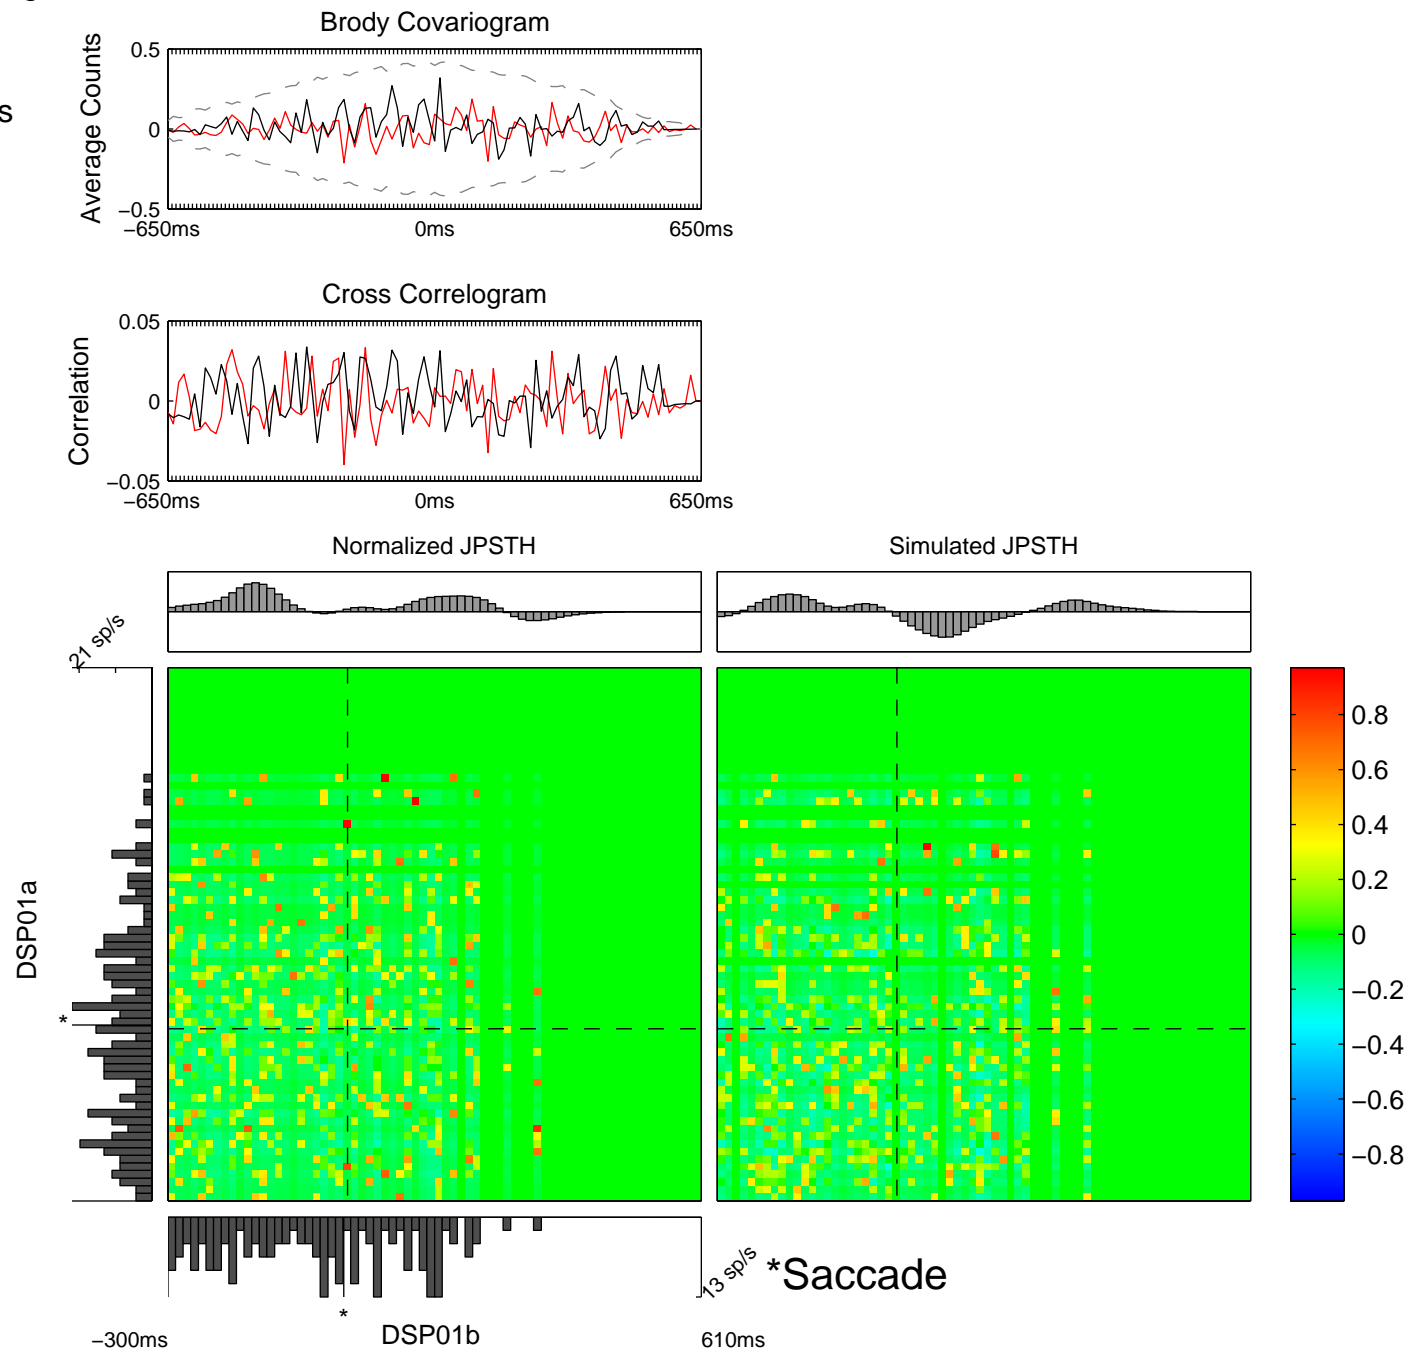 Brody Covariogram
Average Counts
0.5
0
−0.5
s
−650ms 0ms 650ms
Cross Correlogram
Correlation
0.05
0
−0.05
−650ms 0ms 650ms
Normalized JPSTH
Simulated JPSTH
21 sp/s
DSP01a
*
0.8
0.6
0.4
0.2
0
−0.2
−0.4
−0.6
−0.8
13 sp/s
*Saccade
*
−300ms DSP01b 610ms